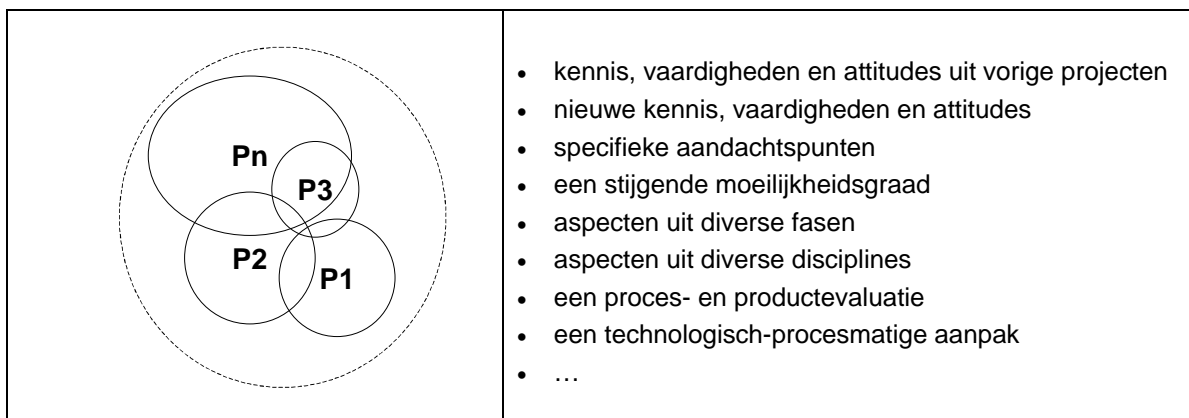 Pn
P3
P2
P1
• kennis, vaardigheden en attitudes uit vorige projecten
• nieuwe kennis, vaardigheden en attitudes
• specifieke aandachtspunten
• een stijgende moeilijkheidsgraad
• aspecten uit diverse fasen
• aspecten uit diverse disciplines
• een proces- en productevaluatie
• een technologisch-procesmatige aanpak
• …